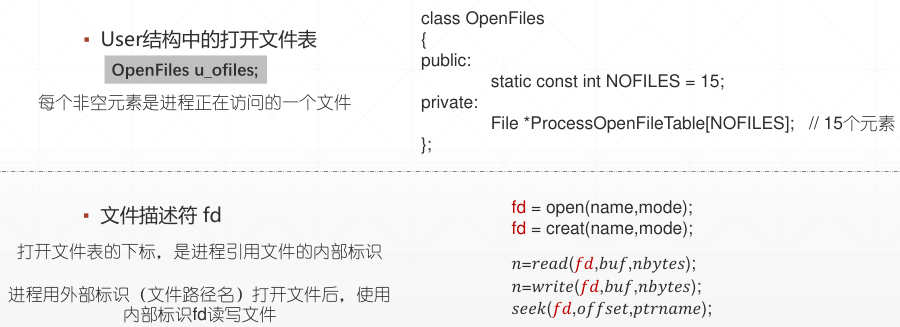 ▪ User结构中的打开文件表
OpenFiles u_ofiles;
每个非空元素是进程正在访问的一个文件
class OpenFiles
{
public:
static const int NOFILES = 15;
private:
File *ProcessOpenFileTable[NOFILES]; // 15个元素
};
▪ 文件描述符 fd
打开文件表的下标，是进程引用文件的内部标识
进程用外部标识（文件路径名）打开文件后，使用
内部标识fd读写文件
fd = open(name,mode);
fd = creat(name,mode);
n=read(fd,buf,nbytes);
n=write(fd,buf,nbytes);
seek(fd,offset,ptrname);